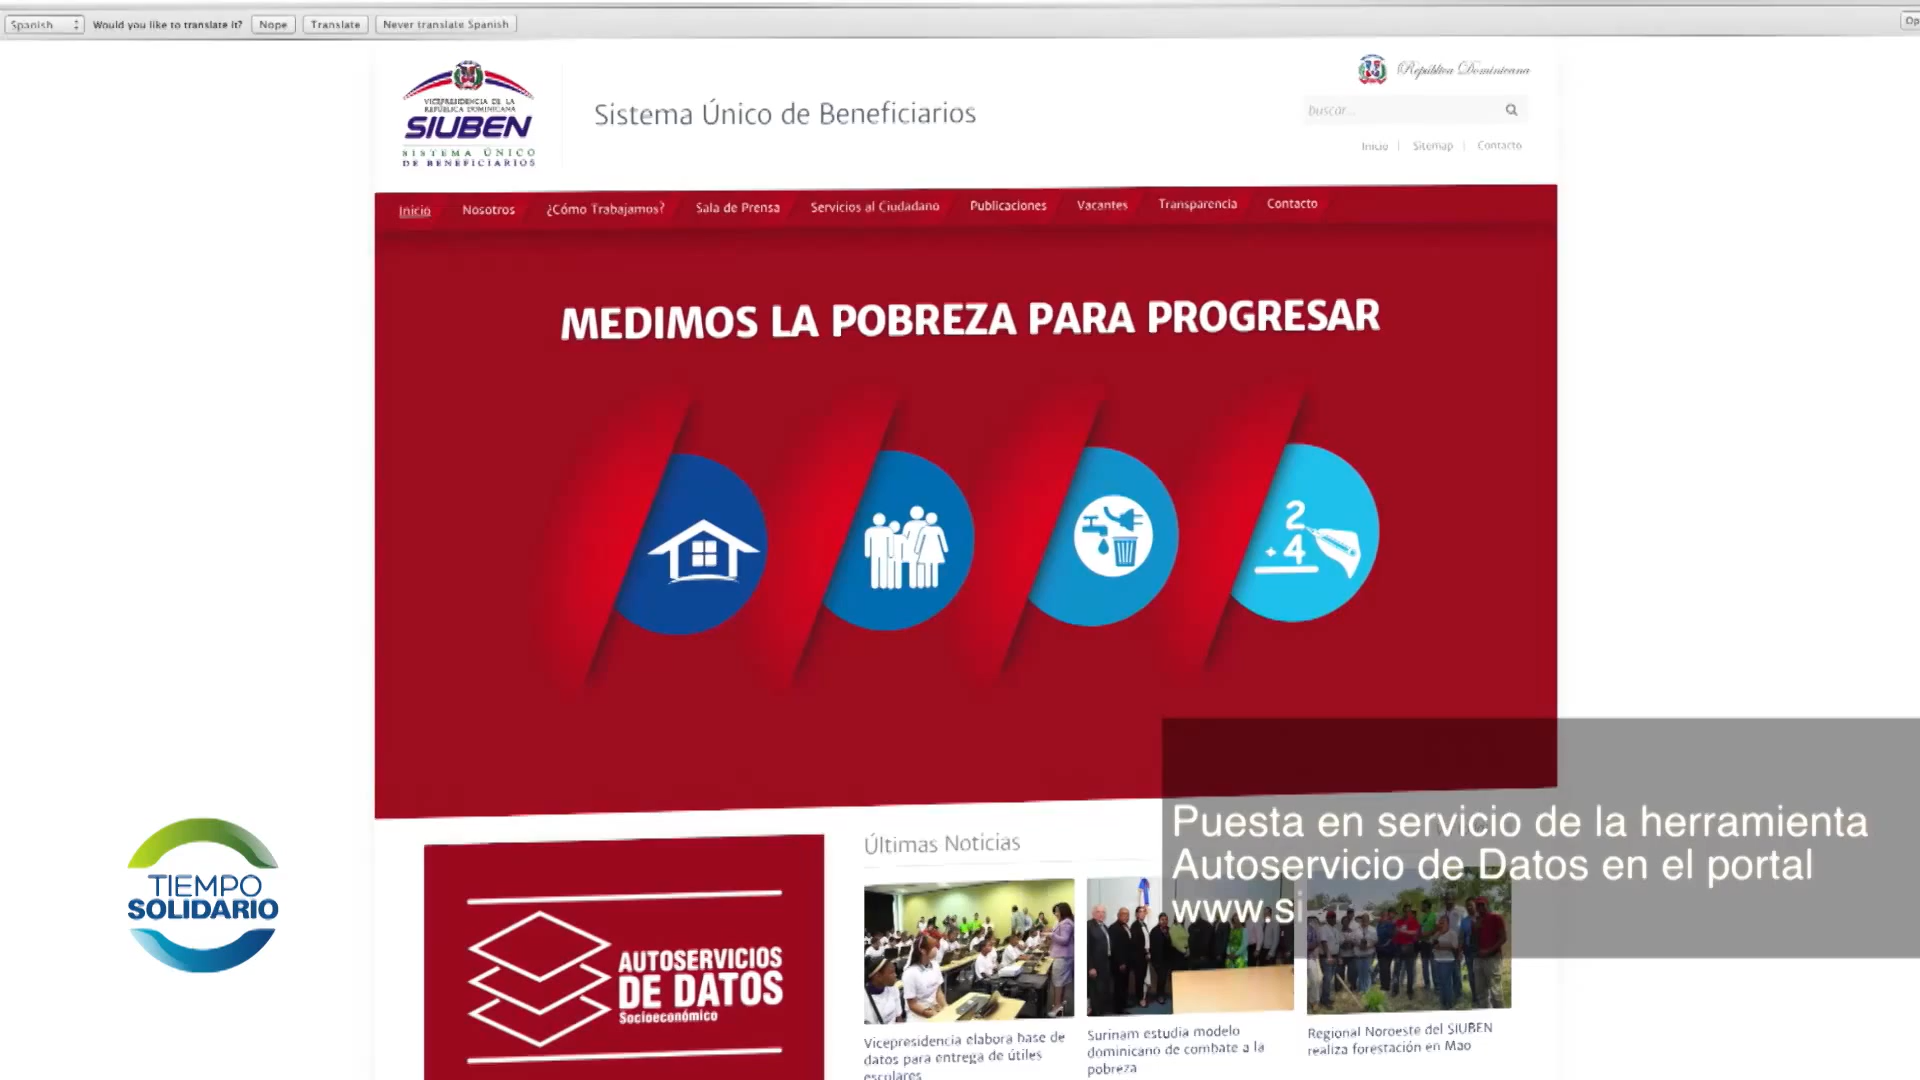 Spanish
Would you like to translate it?
Nope
Translate
Never translate Spanish
Op
VICEPRESIDENCIA DE LA
REPÚBLICA DOMINICANA
SIUBEN
SISTEMA ÚNICO
DE BENEFICIARIOS
Sistema Único de Beneficiarios
República Dominicana
buscar...
Inicio | Sitemap | Contacto
Inicio
Nosotros
¿Cómo Trabajamos?
Sala de Prensa
Servicios al Ciudadano
Publicaciones
Vacantes
Transparencia
Contacto
MEDIMOS LA POBREZA PARA PROGRESAR
2
+4
Puesta en servicio de la herramienta
Autoservicio de Datos en el portal
www.si
TIEMPO
SOLIDARIO
AUTOSERVICIOS
DE DATOS
Socioeconómico
Últimas Noticias
Vicepresidencia elabora base de
datos para entrega de útiles
escolares
Surinam estudia modelo
dominicano de combate a la
pobreza
Regional Noroeste del SIUBEN
realiza forestación en Mao